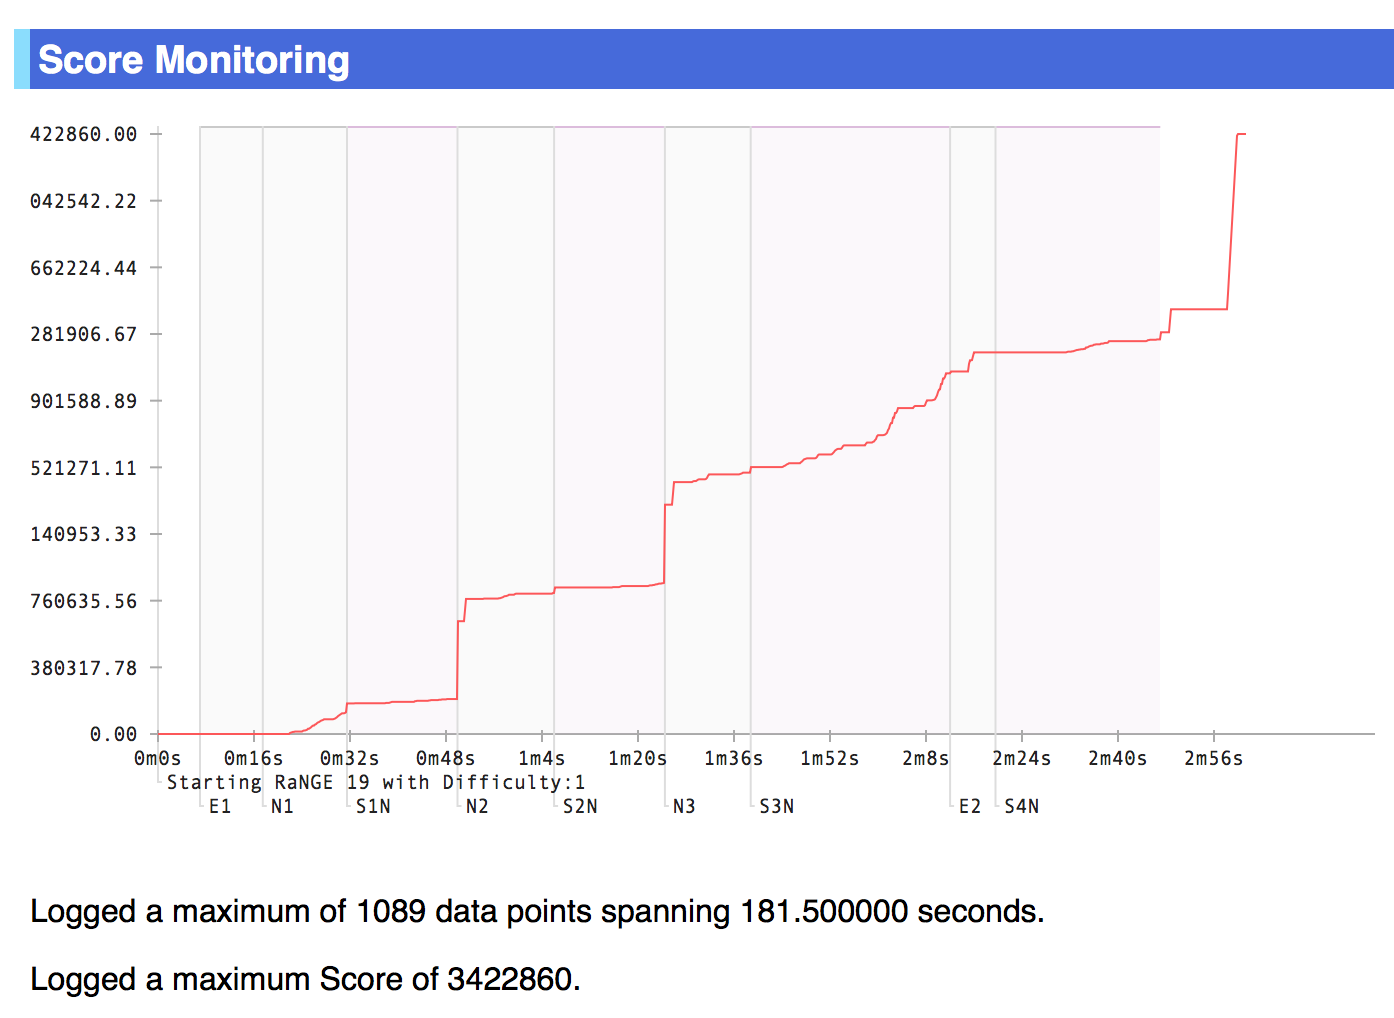 Score Monitoring
422860.00
042542.22
662224.44
281906.67
901588.89
521271.11
140953.33
760635.56
380317.78
0.00
0m0s 0m16s 0m32s 0m48s 1m4s 1m20s 1m36s 1m52s 2m8s 2m24s 2m40s 2m56s
Starting RaNGE 19 with Difficulty:1
E1 N1 S1N N2 S2N N3 S3N E2 S4N
Logged a maximum of 1089 data points spanning 181.500000 seconds.
Logged a maximum Score of 3422860.